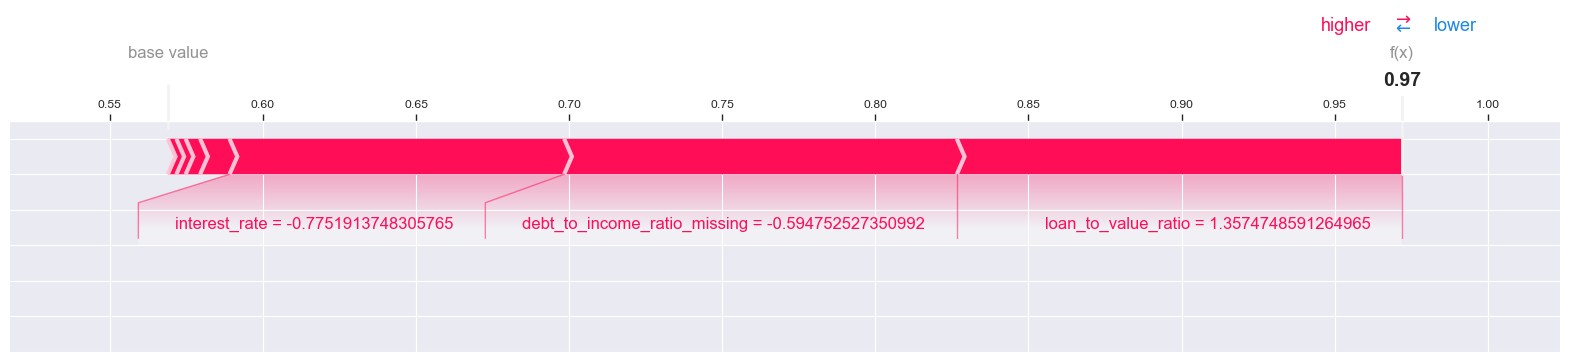 higher ⇄ lower
base value
f(x)
0.97
0.55 0.60 0.65 0.70 0.75 0.80 0.85 0.90 0.95 1.00
interest_rate = -0.7751913748305765 debt_to_income_ratio_missing = -0.594752527350992 loan_to_value_ratio = 1.3574748591264965